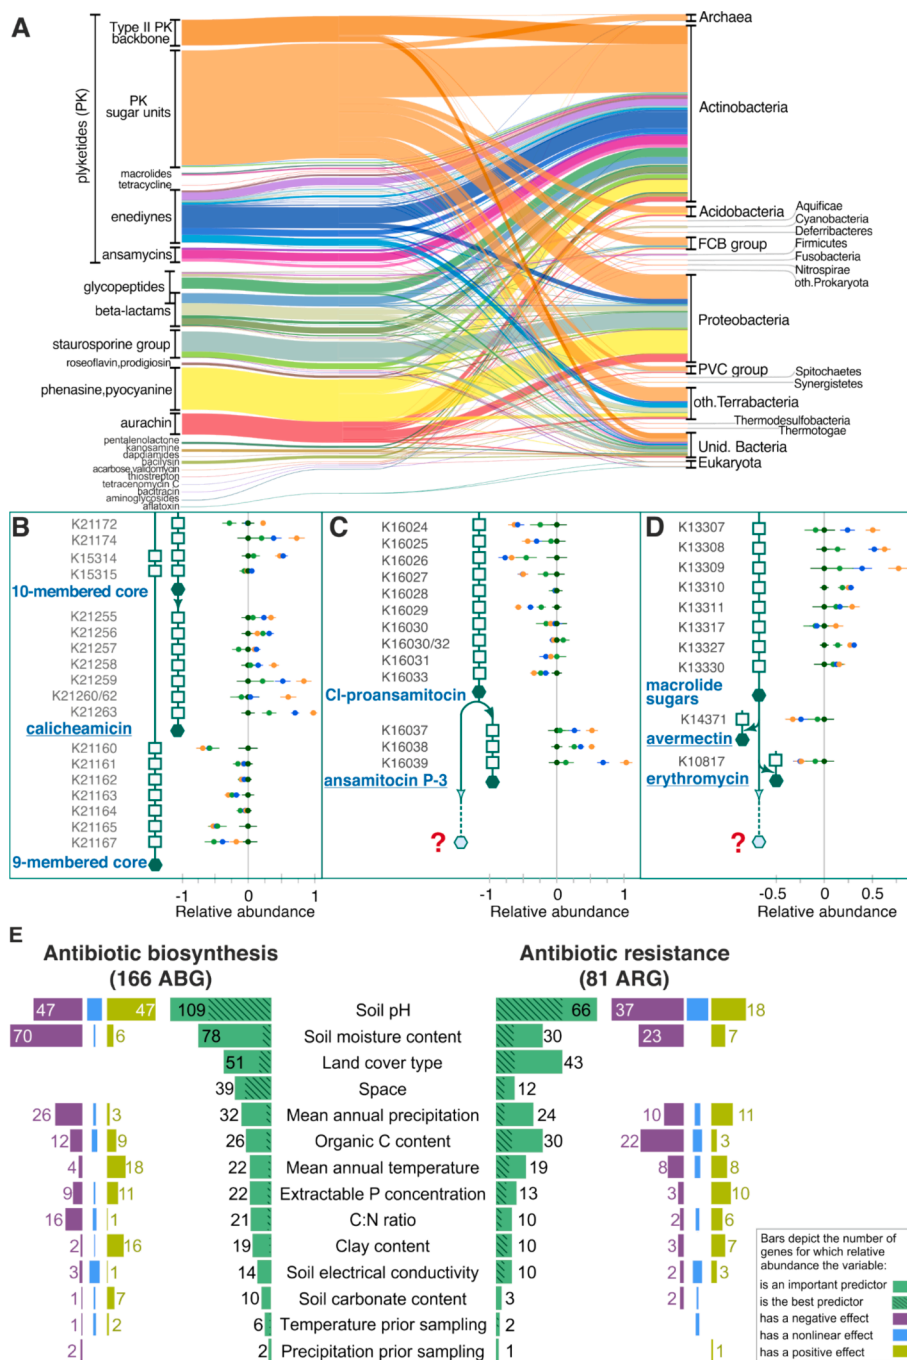 A
plyketides (PK)
Type II PK
backbone
PK
sugar units
macrolides
tetracycline
enediynes
ansamycins
glycopeptides
beta-lactams
staurosporine group
roseoflavin,prodigiosin
phenasine,pyocyanine
aurachin
pentalenolactone
kanosamine
dapdiamides
bacilysin
acarbose,validomycin
thiostrepton
tetracenomycin C
bacitracin
aminoglycosides
aflatoxin
Archaea
Actinobacteria
Acidobacteria
FCB group
Proteobacteria
PVC group
oth.Terrabacteria
Unid. Bacteria
Eukaryota
Aquificae
Cyanobacteria
Deferribacteres
Firmicutes
Fusobacteria
Nitrospirae
oth.Prokaryota
Spitochaetes
Synergistetes
Thermodesulfobacteria
Thermotogae
B
K21172
K21174
K15314
K15315
10-membered core
K21255
K21256
K21257
K21258
K21259
K21260/62
K21263
calicheamicin
K21160
K21161
K21162
K21163
K21164
K21165
K21167
9-membered core
-1 0 1
Relative abundance
C
K16024
K16025
K16026
K16027
K16028
K16029
K16030
K16030/32
K16031
K16033
Cl-proansamitocin
K16037
K16038
K16039
ansamitocin P-3
?
-1 0 1
Relative abundance
D
K13307
K13308
K13309
K13310
K13311
K13317
K13327
K13330
macrolide
sugars
K14371
avermectin
K10817
erythromycin
?
-0.5 0 0.5
Relative abundance
E
Antibiotic biosynthesis
(166 ABG)
Antibiotic resistance
(81 ARG)
47 47 109 Soil pH 66 37 18
70 6 78 Soil moisture content 30 23 7
51 Land cover type 43
39 Space 12
26 3 32 Mean annual precipitation 24 10 11
12 9 26 Organic C content 30 22 3
4 18 22 Mean annual temperature 19 8 8
9 11 22 Extractable P concentration 13 3 10
16 1 21 C:N ratio 10 2 6
2 16 19 Clay content 10 3 7
3 1 14 Soil electrical conductivity 10 2 3
1 7 10 Soil carbonate content 3 2
1 2 6 Temperature prior sampling 2
2 2 Precipitation prior sampling 1 1
Bars depict the number of
genes for which relative
abundance the variable:
is an important predictor
is the best predictor
has a negative effect
has a nonlinear effect
has a positive effect